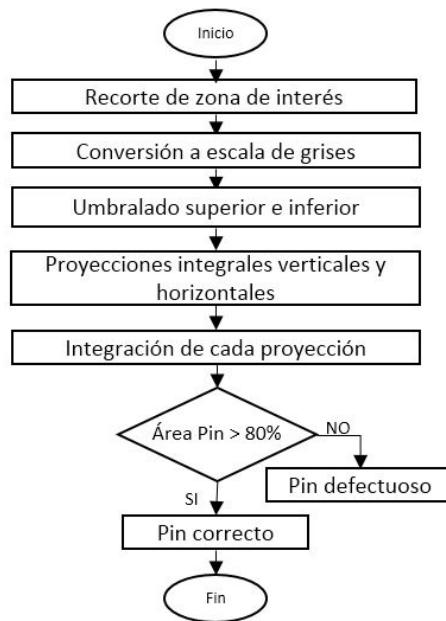 Inicio
Recorte de zona de interés
Conversión a escala de grises
Umbralado superior e inferior
Proyecciones integrales verticales y
horizontales
Integración de cada proyección
Área Pin > 80%
NO
Pin defectuoso
SI
Pin correcto
Fin